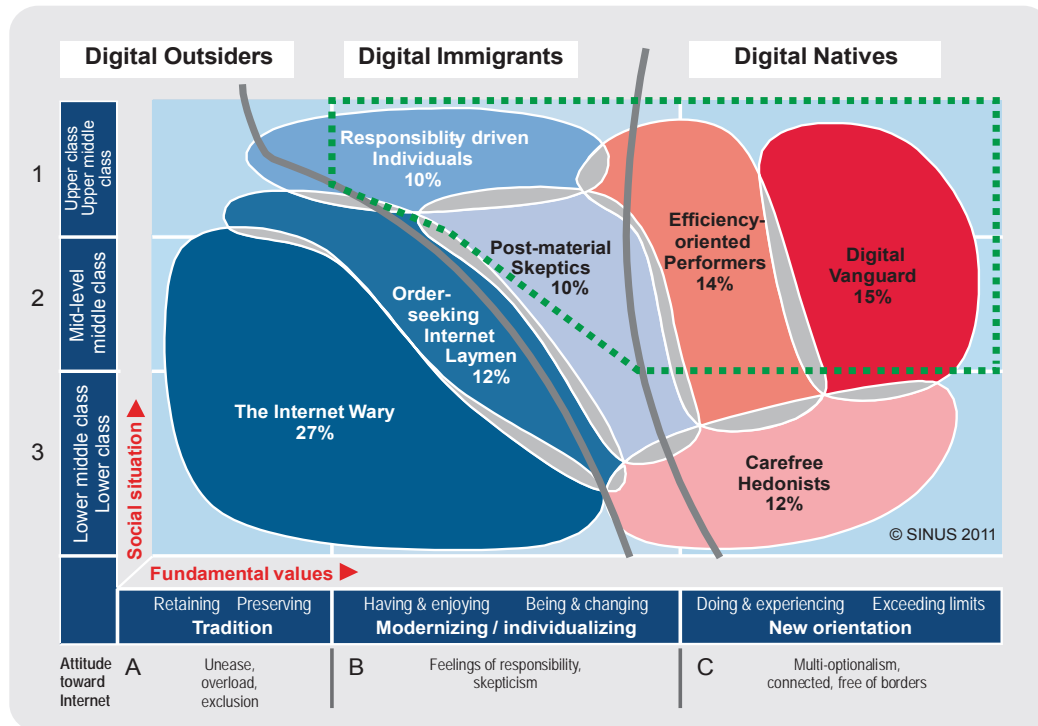 Digital Outsiders
Digital Immigrants
Digital Natives
1
Upper class
Upper middle
class
2
Mid-level
middle class
3
Lower middle class
Lower class
Social situation
Responsiblity driven
Individuals
10%
Post-material
Skeptics
10%
Efficiency-
oriented
Performers
14%
Digital
Vanguard
15%
Order-
seeking
Internet
Laymen
12%
The Internet Wary
27%
Carefree
Hedonists
12%
© SINUS 2011
Fundamental values
Retaining Preserving
Tradition
Having & enjoying Being & changing
Modernizing / individualizing
Doing & experiencing Exceeding limits
New orientation
Attitude
toward
Internet
A
Unease,
overload,
exclusion
B
Feelings of responsibility,
skepticism
C
Multi-optionalism,
connected, free of borders